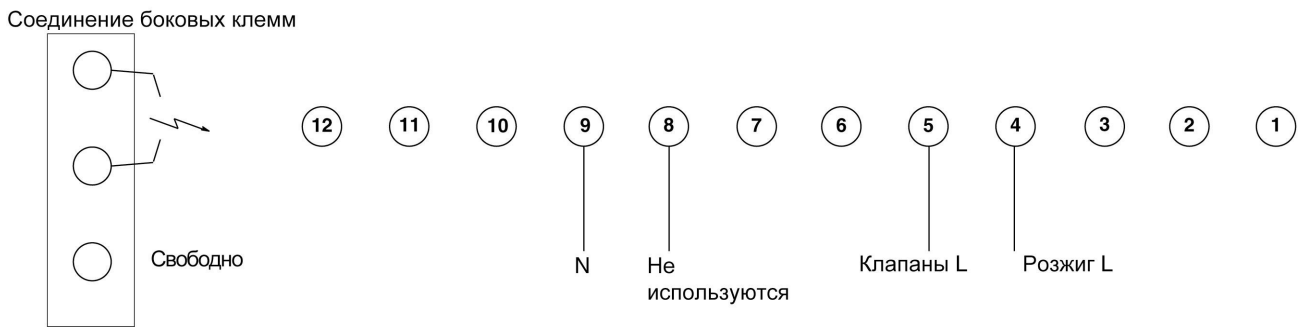 Соединение боковых клемм
12 11 10 9 8 7 6 5 4 3 2 1
Свободно
N
Не
используются
Клапаны L
Розжиг L